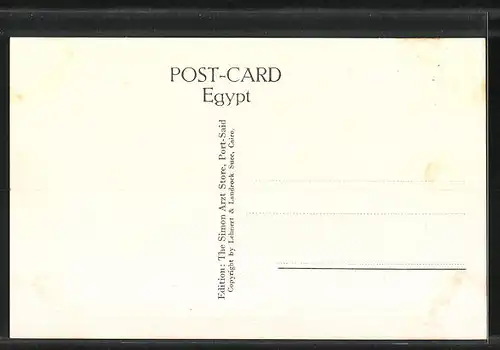 POST-CARD
Egypt
Edition: The Simon Arzt Store, Port-Said
Copyright by Lehnert & Landrock Succ, Cairo.